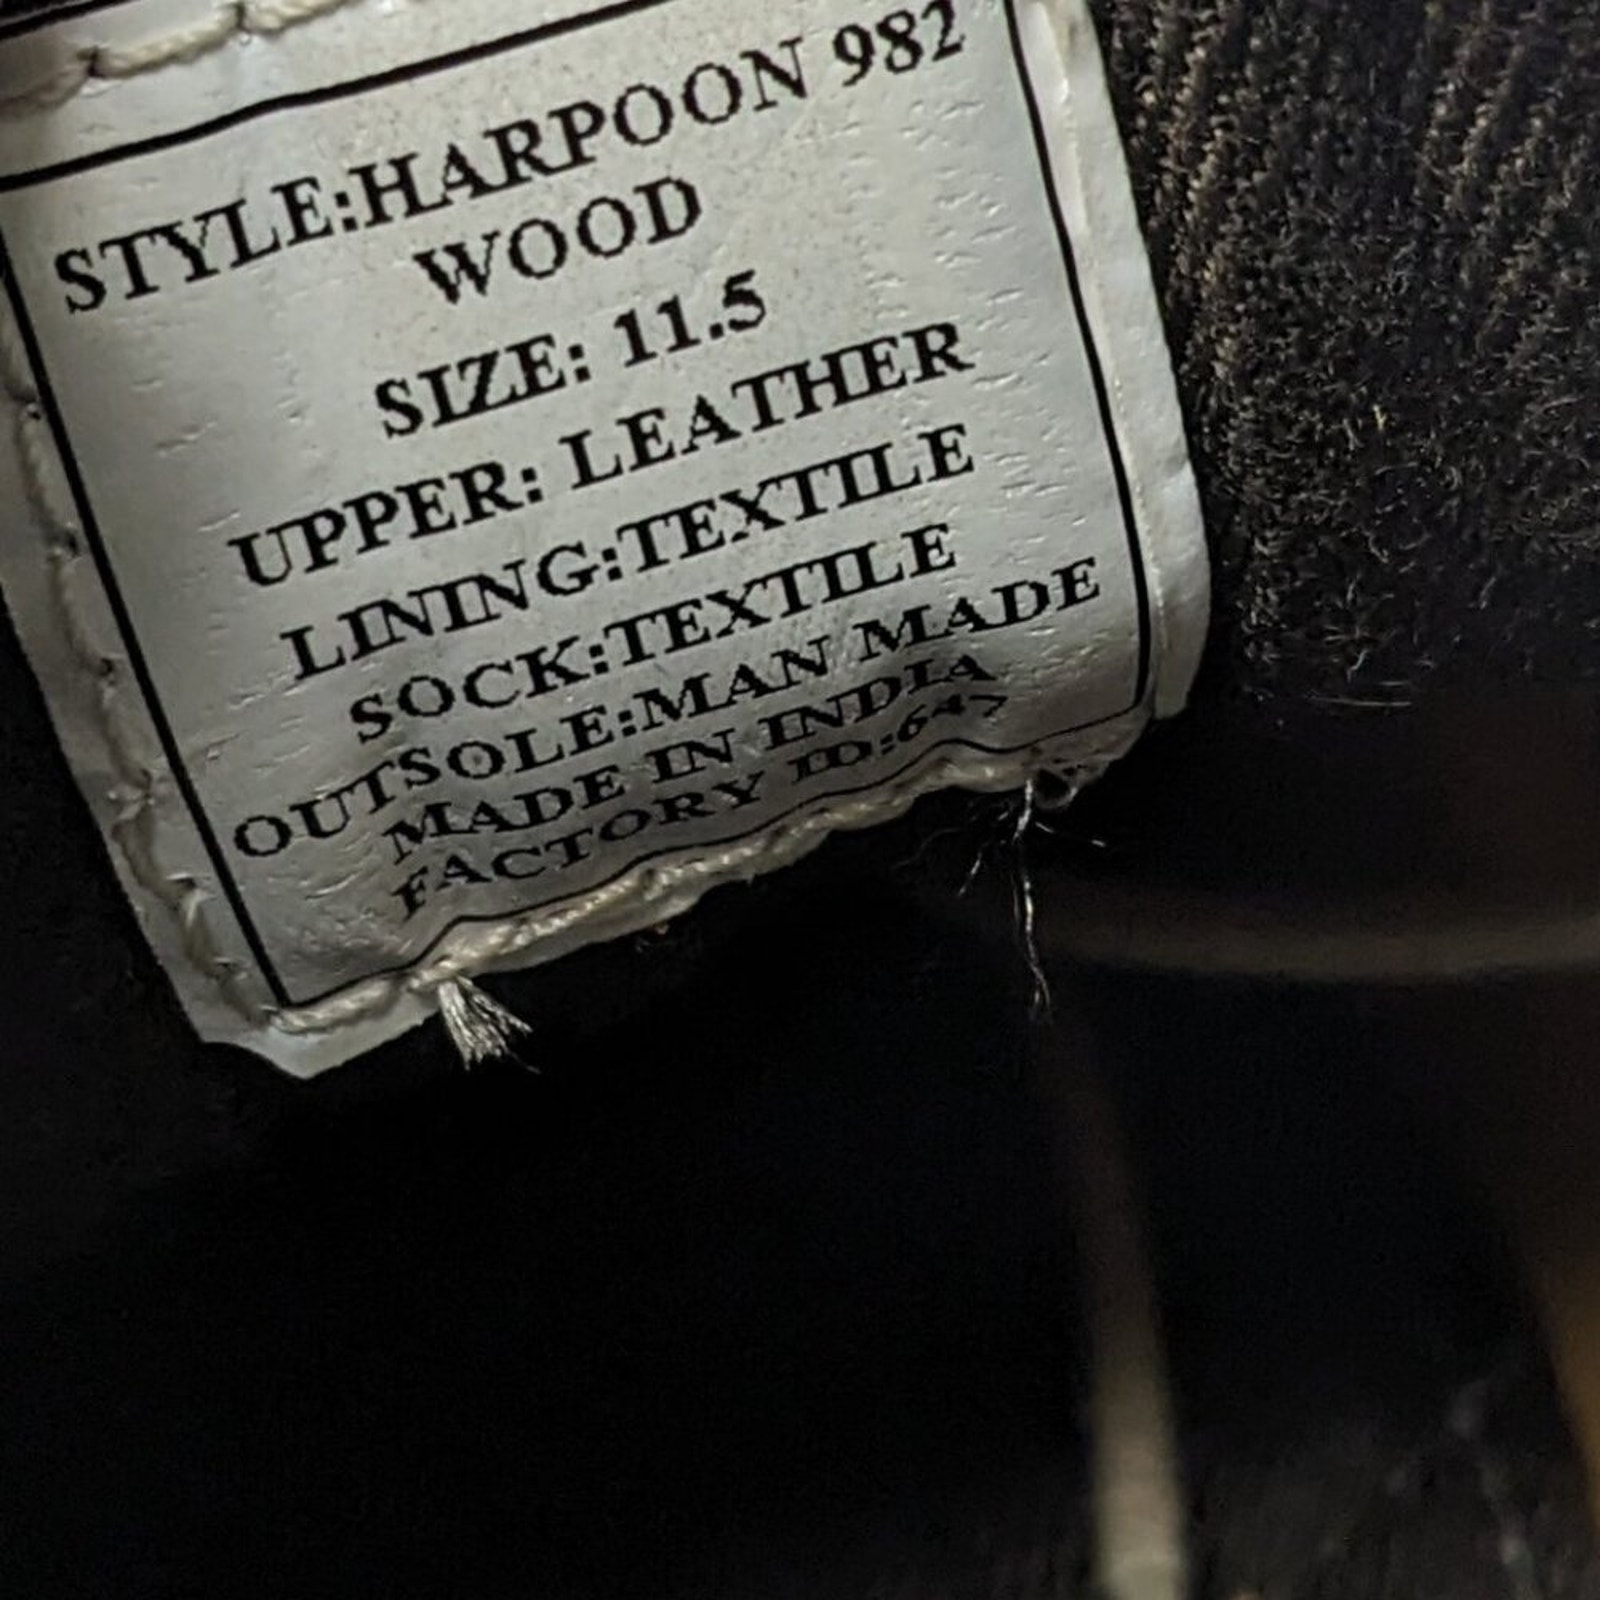 STYLE:HARPOON 982
WOOD
SIZE: 11.5
UPPER: LEATHER
LINING:TEXTILE
SOCK:TEXTILE
OUTSOLE:MAN MADE
MADE IN INDIA
FACTORY ID:647